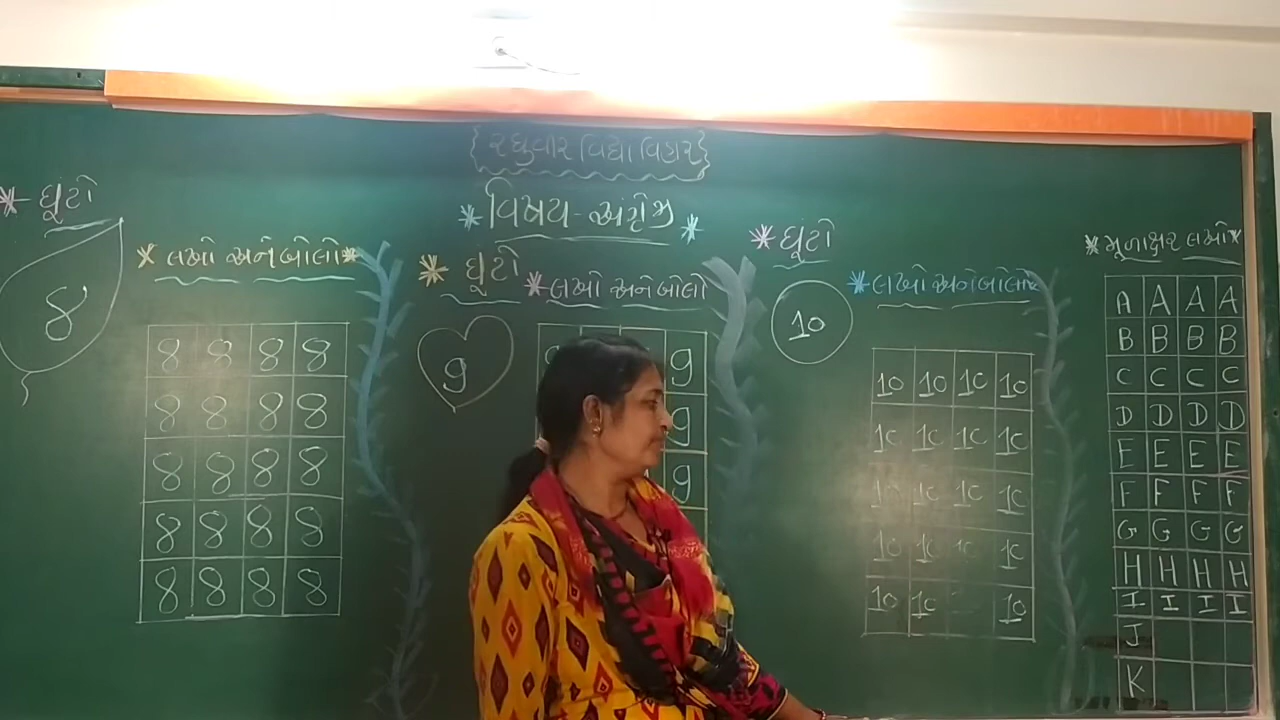 રઘુવીર વિદ્યા વિહાર
* વિષય - અંગ્રેજી *
* ઘૂંટો
8
* લખો અને બોલો *
8 8 8 8
8 8 8 8
8 8 8 8
8 8 8 8
8 8 8 8
* ઘૂંટો
9
* લખો અને બોલો
9
9
9
* ઘૂંટો
10
* લખો અને બોલો *
10 10 10 10
10 10 10 10
10 10 10 10
10 10 10 10
10 10 10
* મૂળાક્ષર લખો *
A A A A
B B B B
C C C C
D D D D
E E E E
F F F F
G G G G
H H H H
I I I I
J
K